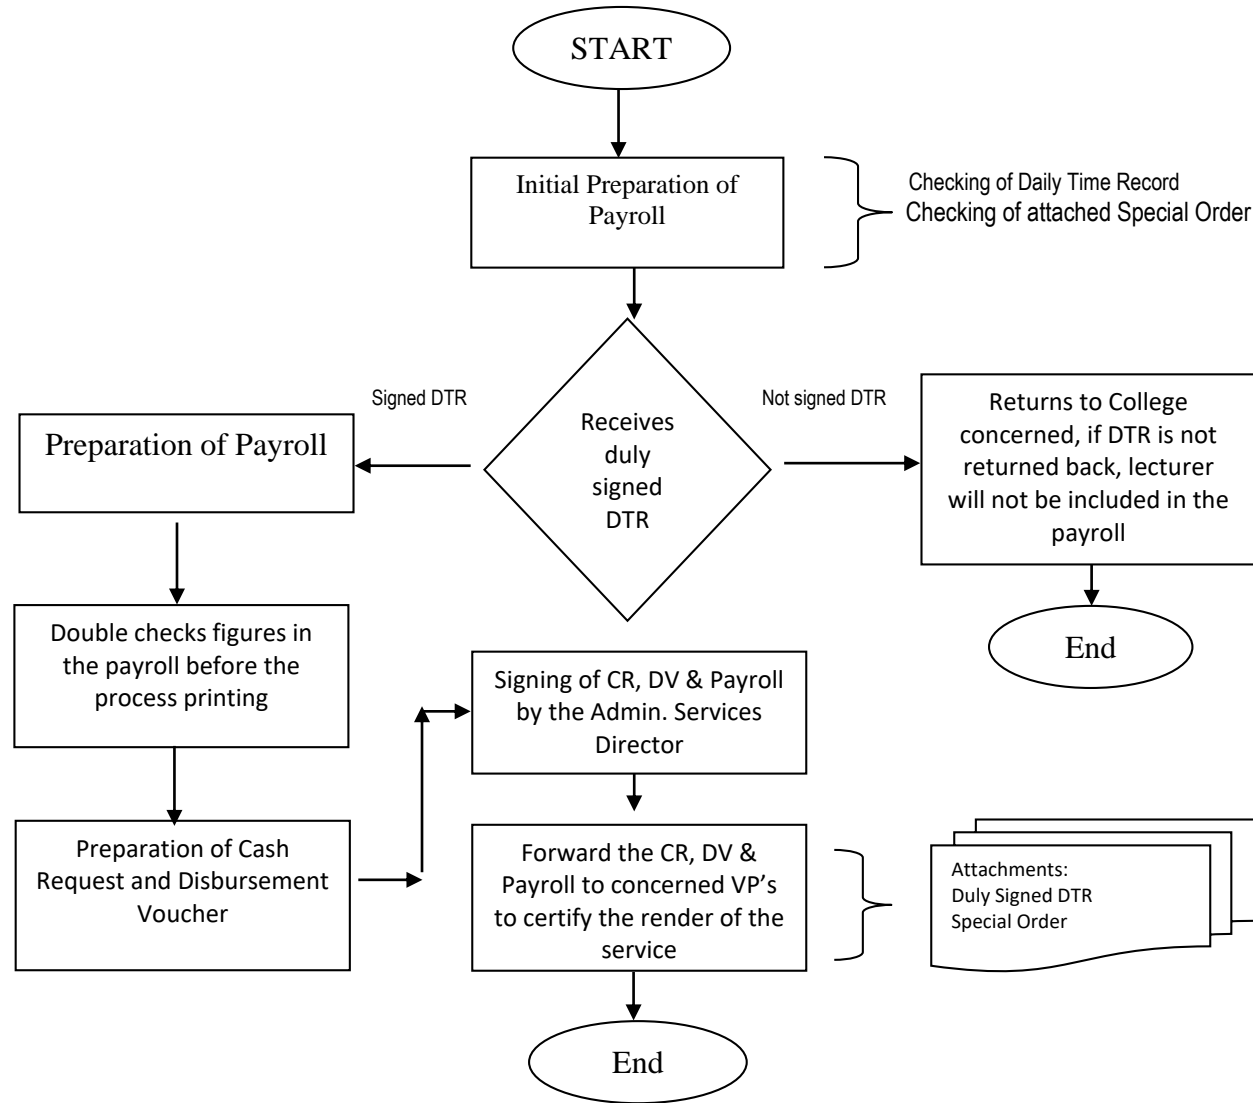 START
Initial Preparation of
Payroll
Checking of Daily Time Record
Checking of attached Special Order
Signed DTR
Not signed DTR
Receives
duly
signed
DTR
Preparation of Payroll
Returns to College
concerned, if DTR is not
returned back, lecturer
will not be included in the
payroll
End
Double checks figures in
the payroll before the
process printing
Preparation of Cash
Request and Disbursement
Voucher
Signing of CR, DV & Payroll
by the Admin. Services
Director
Forward the CR, DV &
Payroll to concerned VP’s
to certify the render of the
service
Attachments:
Duly Signed DTR
Special Order
End